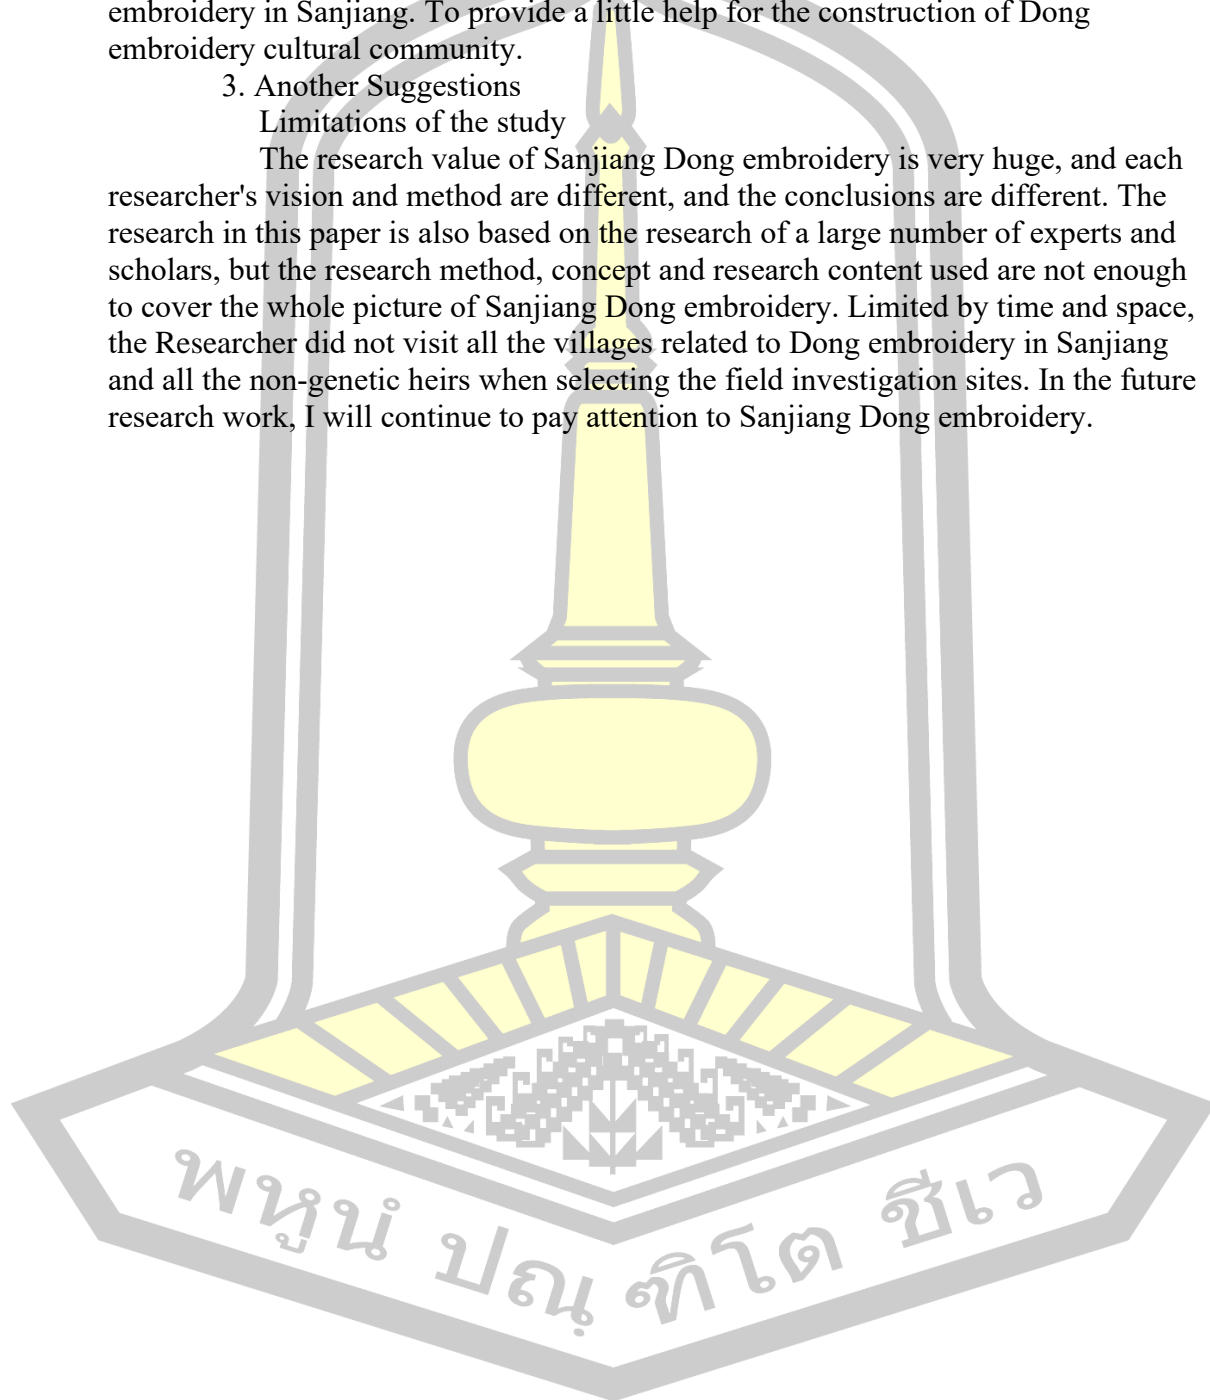 embroidery in Sanjiang. To provide a little help for the construction of Dong
embroidery cultural community.
3. Another Suggestions
Limitations of the study
The research value of Sanjiang Dong embroidery is very huge, and each
researcher's vision and method are different, and the conclusions are different. The
research in this paper is also based on the research of a large number of experts and
scholars, but the research method, concept and research content used are not enough
to cover the whole picture of Sanjiang Dong embroidery. Limited by time and space,
the Researcher did not visit all the villages related to Dong embroidery in Sanjiang
and all the non-genetic heirs when selecting the field investigation sites. In the future
research work, I will continue to pay attention to Sanjiang Dong embroidery.
พหูนํ ปณฺฑิโต ชีเว